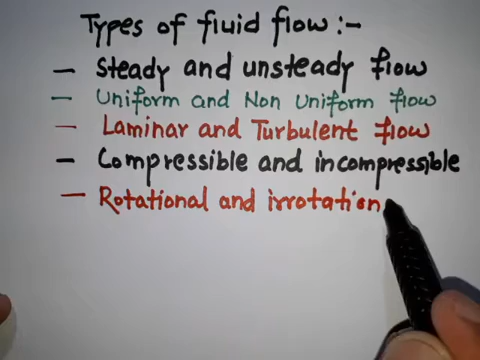 Types of fluid flow :-
— Steady and unsteady flow
— Uniform and Non Uniform flow
— Laminar and Turbulent flow
— Compressible and incompressible
— Rotational and irrotation